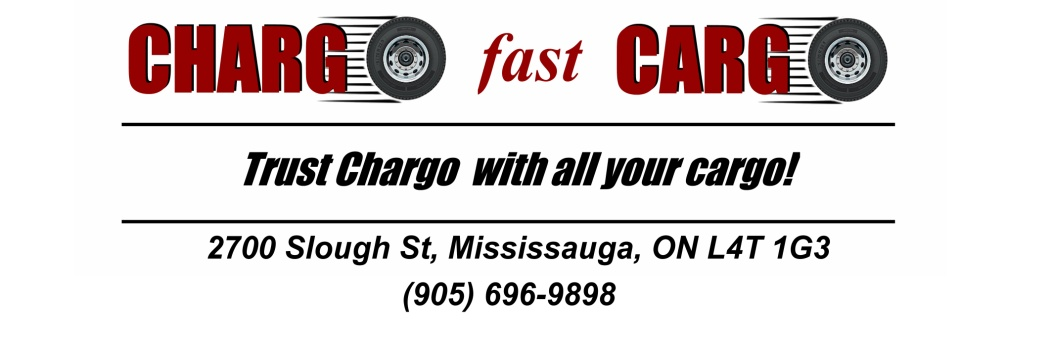 CHARGO fast CARGO
Trust Chargo with all your cargo!
2700 Slough St, Mississauga, ON L4T 1G3
(905) 696-9898